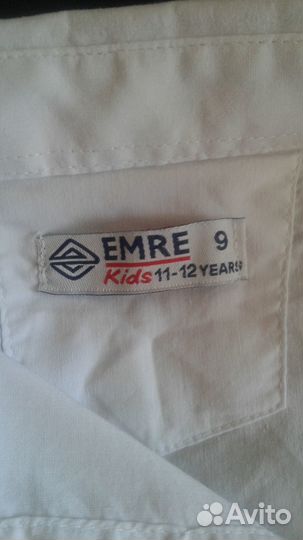 EMRE 9
Kids 11-12 YEARS
Avito